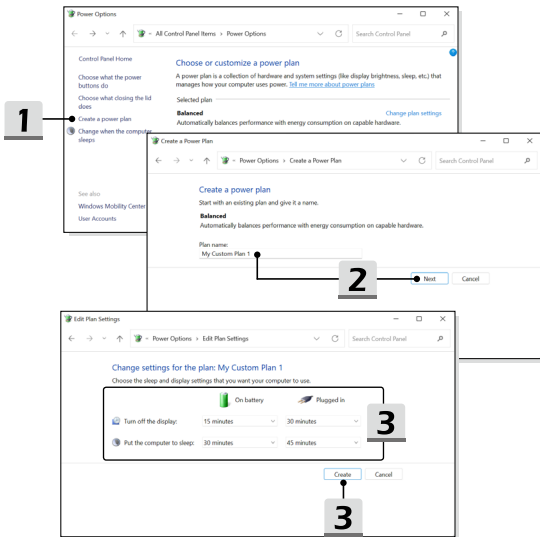 Power Options
All Control Panel Items > Power Options
Search Control Panel
Control Panel Home
Choose what the power
buttons do
Choose what closing the lid
does
Create a power plan
Change when the computer
sleeps
See also
Windows Mobility Center
User Accounts
Choose or customize a power plan
A power plan is a collection of hardware and system settings (like display brightness, sleep, etc.) that
manages how your computer uses power. Tell me more about power plans
Selected plan
Balanced
Change plan settings
Automatically balances performance with energy consumption on capable hardware.
1
Create a Power Plan
Power Options > Create a Power Plan
Search Control Panel
Create a power plan
Start with an existing plan and give it a name.
Balanced
Automatically balances performance with energy consumption on capable hardware.
Plan name:
My Custom Plan 1
2
Next
Cancel
Edit Plan Settings
Power Options > Edit Plan Settings
Search Control Panel
Change settings for the plan: My Custom Plan 1
Choose the sleep and display settings that you want your computer to use.
On battery
Plugged in
Turn off the display:
15 minutes
30 minutes
Put the computer to sleep:
30 minutes
45 minutes
3
Create
Cancel
3